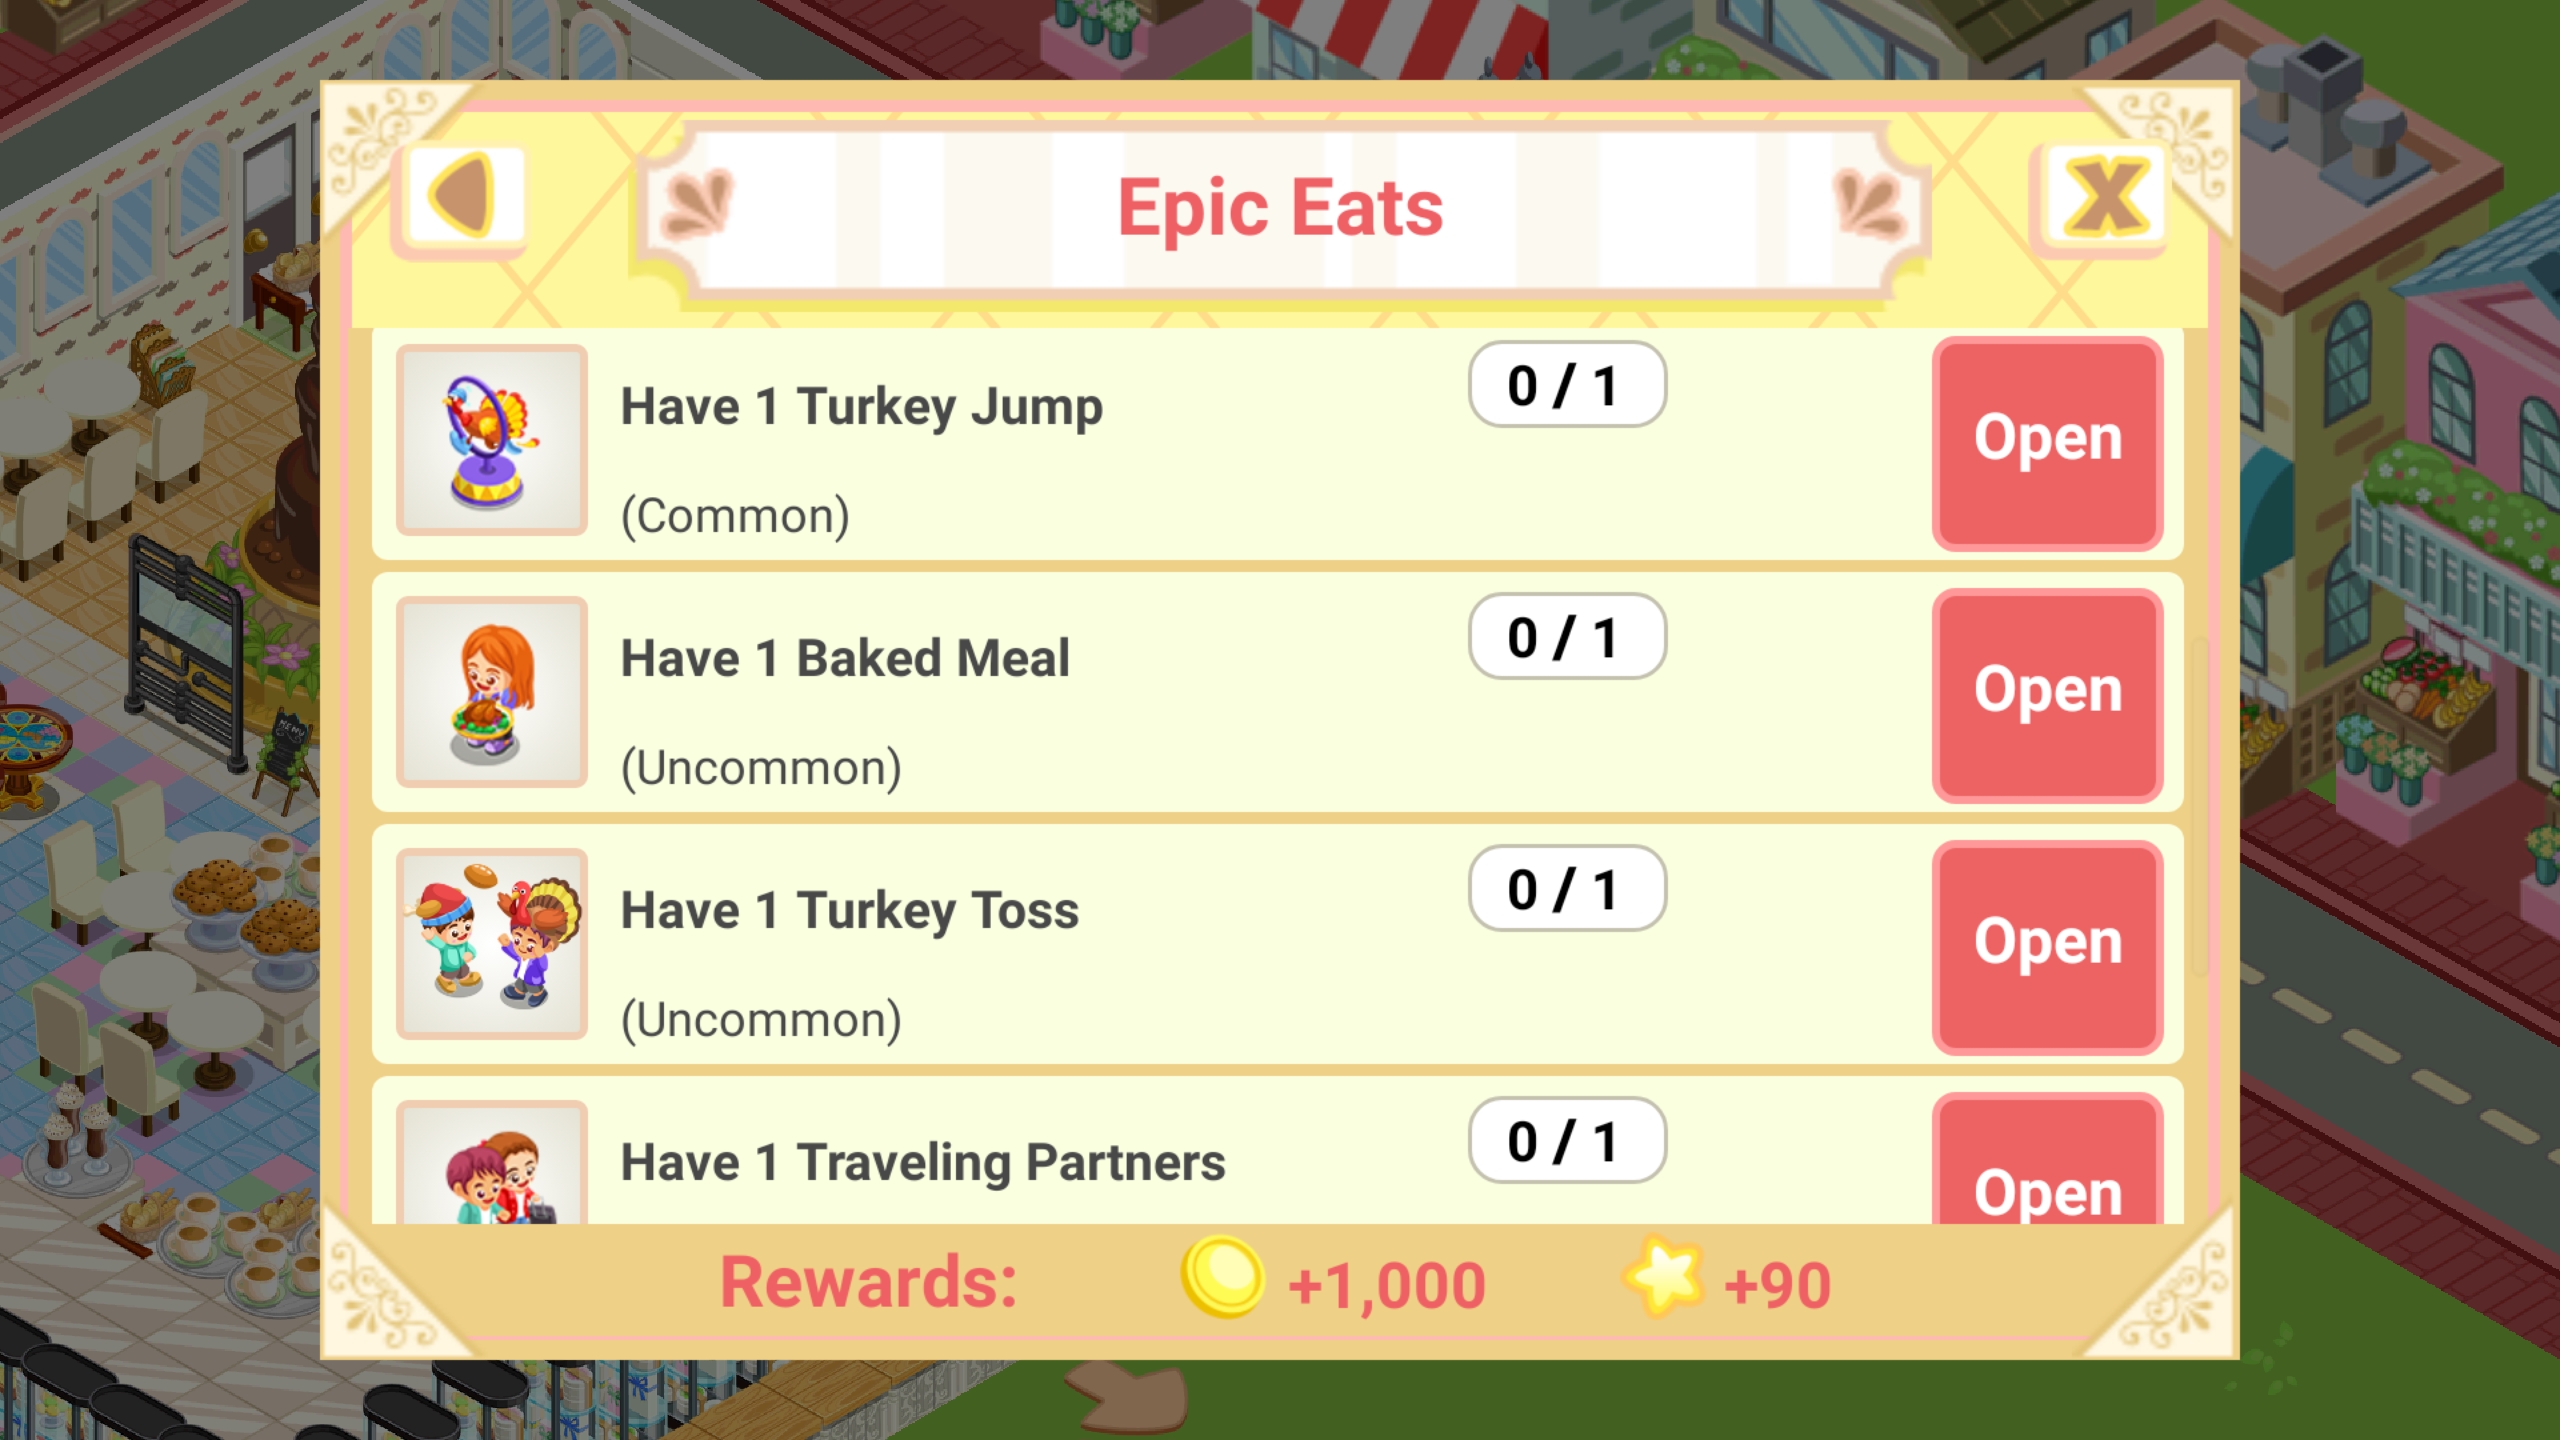 Epic Eats
Have 1 Turkey Jump
0 / 1
Open
(Common)
Have 1 Baked Meal
0 / 1
Open
(Uncommon)
Have 1 Turkey Toss
0 / 1
Open
(Uncommon)
Have 1 Traveling Partners
0 / 1
Open
Rewards: +1,000 +90
MENU